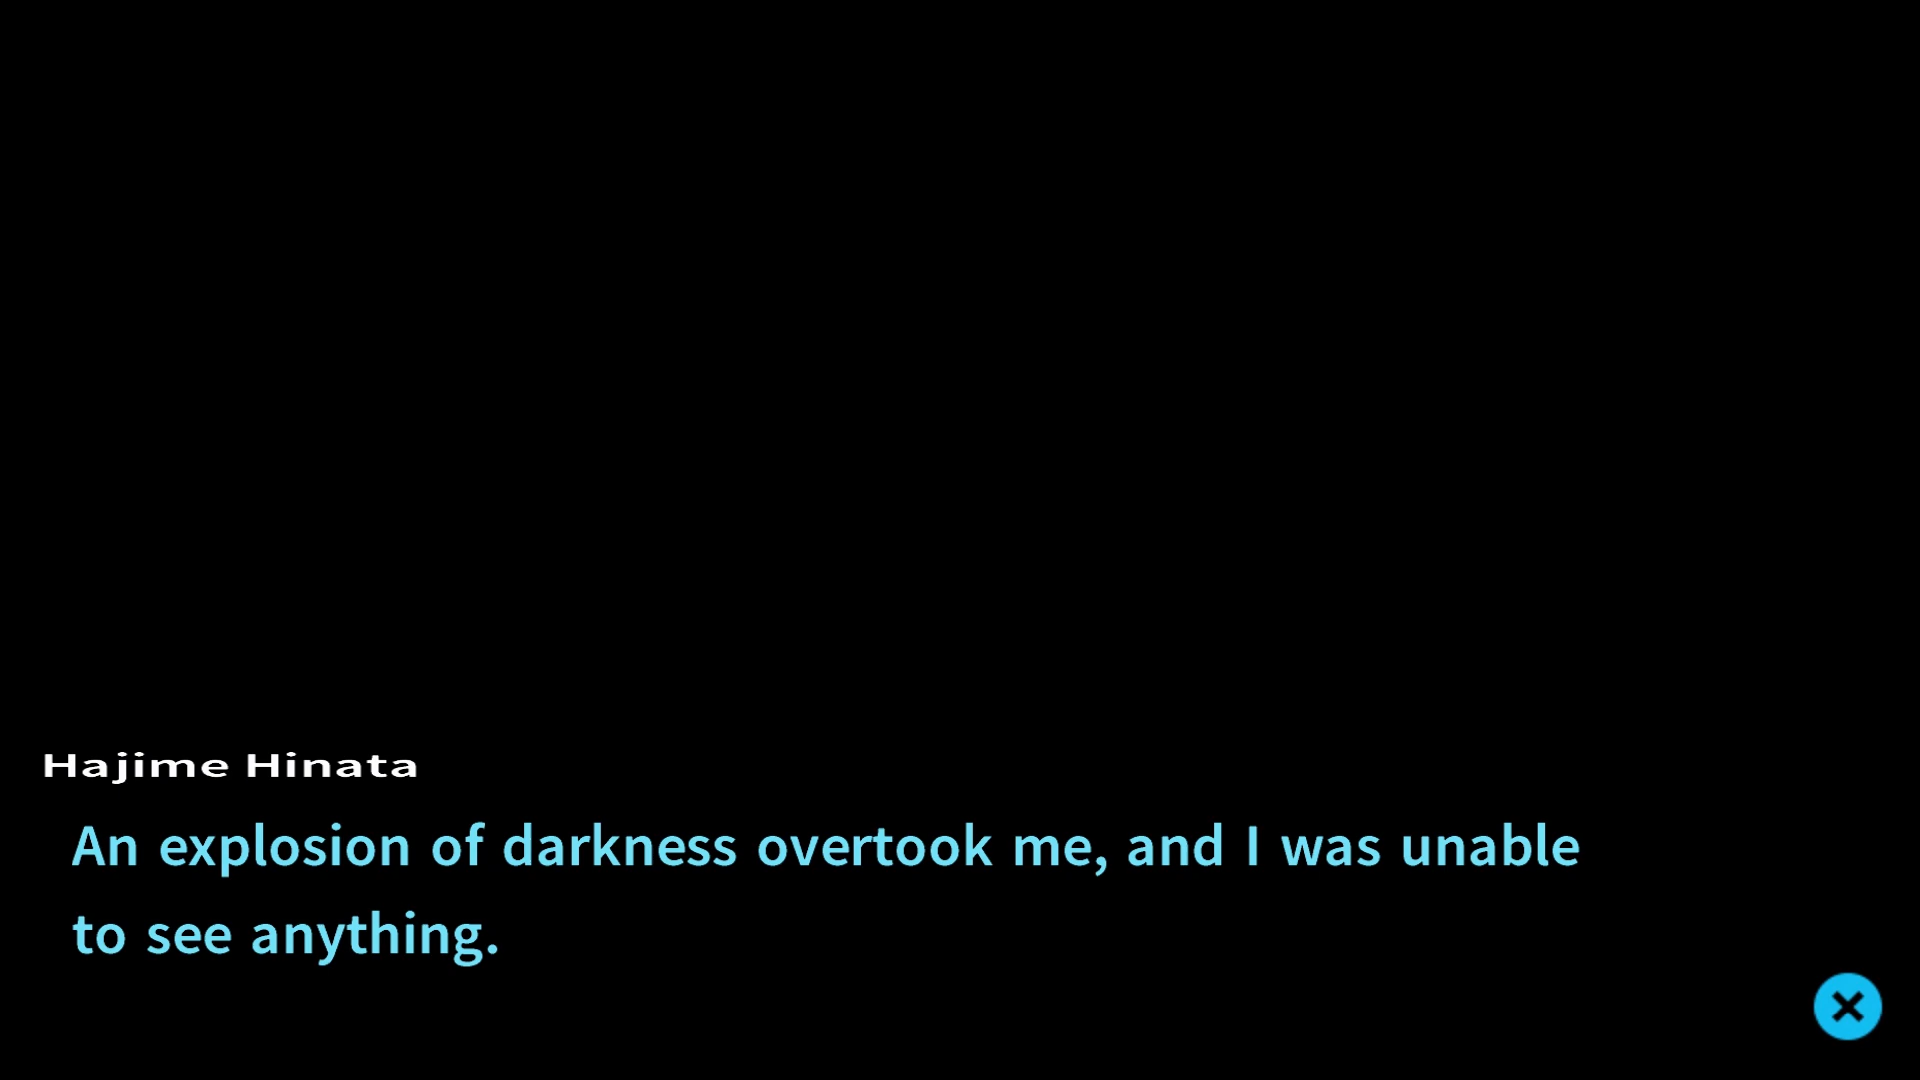 Hajime Hinata
An explosion of darkness overtook me, and I was unable
to see anything.